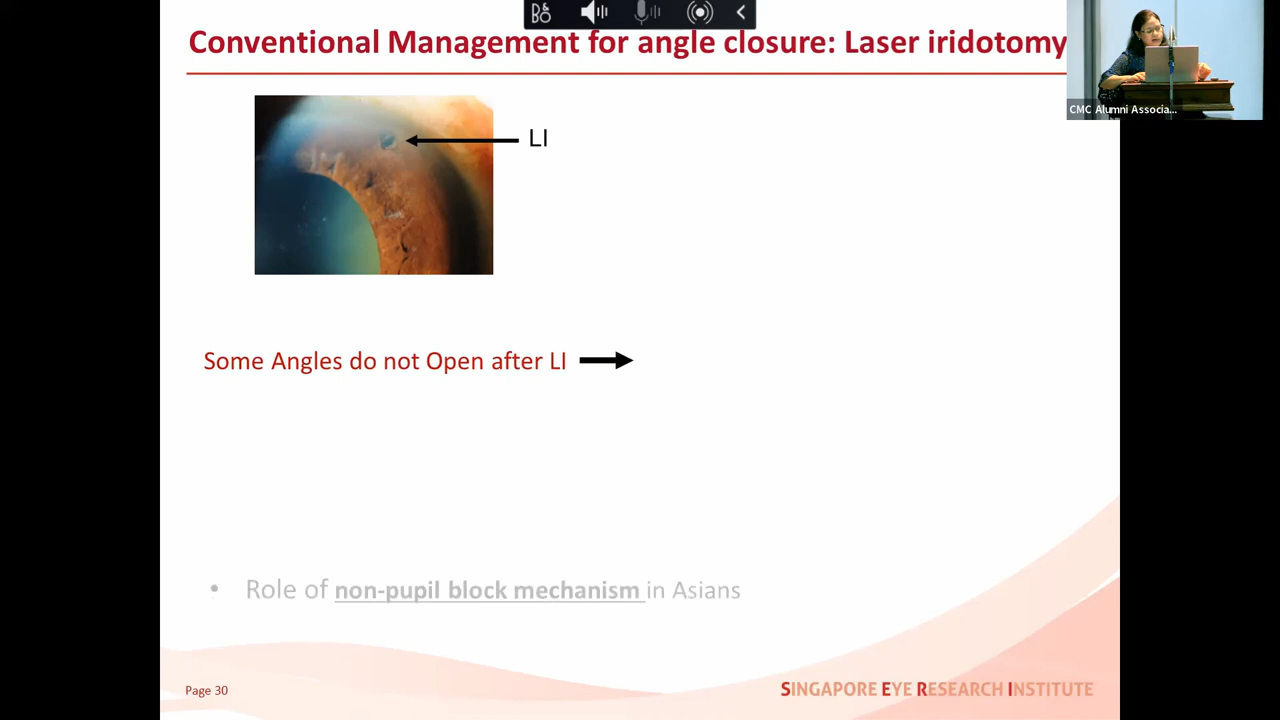 Conventional Management for angle closure: Laser iridotomy
CMC Alumni Associa...
LI
Some Angles do not Open after LI
• Role of non-pupil block mechanism in Asians
Page 30
SINGAPORE EYE RESEARCH INSTITUTE